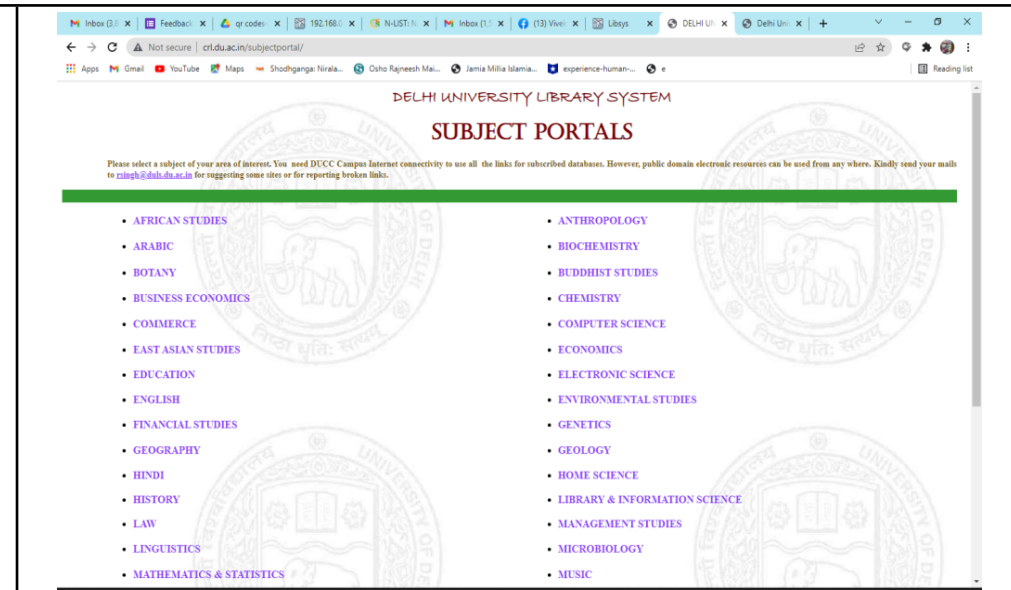 Inbox (3,8
Feedbac
qr codes
192.168.0
N-LIST: N
Inbox (1,5
(13) Vive
Libsys
DELHI UN
Delhi Uni
Not secure | crl.du.ac.in/subjectportal/
Apps
Gmail
YouTube
Maps
Shodhganga: Nirala...
Osho Rajneesh Mai...
Jamia Millia Islamia...
experience-human-...
e
Reading list
DELHI UNIVERSITY LIBRARY SYSTEM
SUBJECT PORTALS
Please select a subject of your area of interest. You need DUCC Campus Internet connectivity to use all the links for subscribed databases. However, public domain electronic resources can be used from any where. Kindly send your mails
to rsingh@duls.du.ac.in for suggesting some sites or for reporting broken links.
• AFRICAN STUDIES
• ANTHROPOLOGY
• ARABIC
• BIOCHEMISTRY
• BOTANY
• BUDDHIST STUDIES
• BUSINESS ECONOMICS
• CHEMISTRY
• COMMERCE
• COMPUTER SCIENCE
• EAST ASIAN STUDIES
• ECONOMICS
• EDUCATION
• ELECTRONIC SCIENCE
• ENGLISH
• ENVIRONMENTAL STUDIES
• FINANCIAL STUDIES
• GENETICS
• GEOGRAPHY
• GEOLOGY
• HINDI
• HOME SCIENCE
• HISTORY
• LIBRARY & INFORMATION SCIENCE
• LAW
• MANAGEMENT STUDIES
• LINGUISTICS
• MICROBIOLOGY
• MATHEMATICS & STATISTICS
• MUSIC